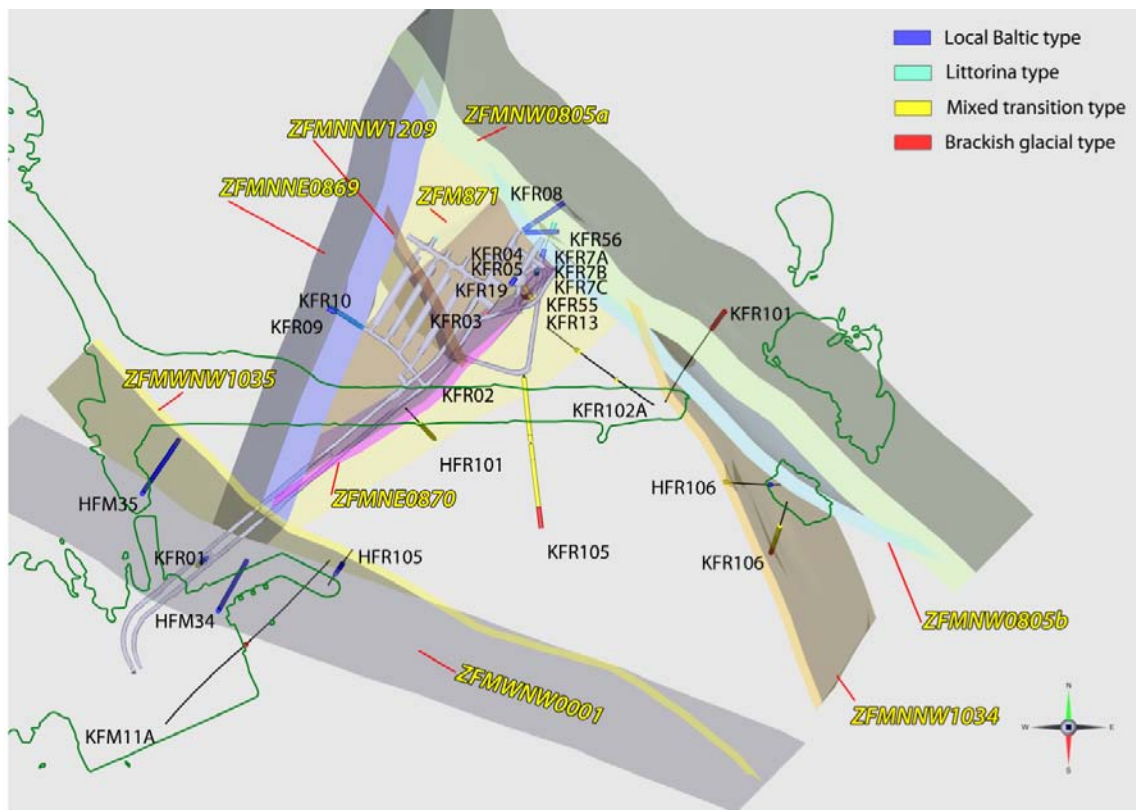 Local Baltic type
Littorina type
Mixed transition type
Brackish glacial type
ZFMNW0805a
ZFMNNW1209
ZFMNNE0869
ZFM871
KFR08
KFR56
KFR04
KFR7A
KFR05
KFR7B
KFR19
KFR7C
KFR10
KFR55
KFR03
KFR13
KFR09
KFR101
ZFMWNW1035
KFR02
KFR102A
HFR101
HFM35
ZFMNE0870
HFR106
KFR105
KFR01
HFR105
KFR106
HFM34
ZFMNW0805b
ZFMWNW0001
ZFMNNW1034
KFM11A
N
W
E
S